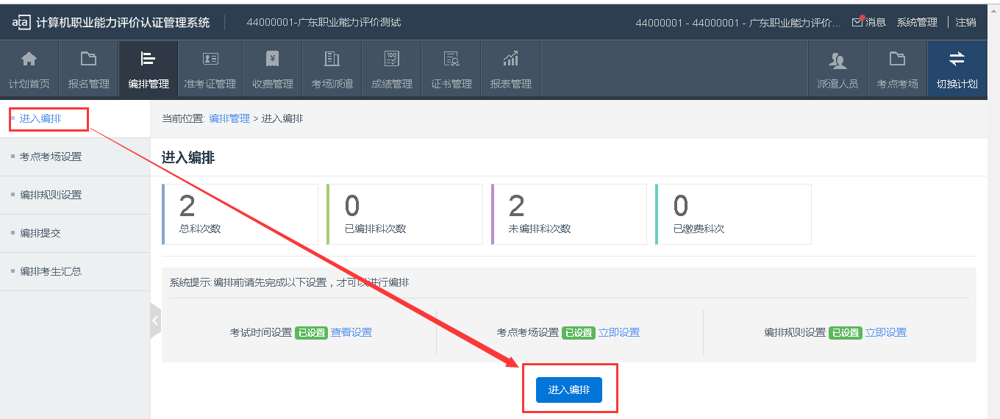 ata 计算机职业能力评价认证管理系统 44000001-广东职业能力评价测试 44000001 - 44000001 - 广东职业能力评价... 消息 系统管理 注销
计划首页 报名管理 编排管理 准考证管理 收费管理 考场派遣 成绩管理 证书管理 报表管理 派遣人员 考点考场 切换计划
进入编排
考点考场设置
编排规则设置
编排提交
编排考生汇总
当前位置: 编排管理 > 进入编排
进入编排
2 0 2 0
总科次数 已编排科次数 未编排科次数 已缴费科次
系统提示:编排前请先完成以下设置，才可以进行编排
考试时间设置 已设置 查看设置 考点考场设置 已设置 立即设置 编排规则设置 已设置 立即设置
进入编排